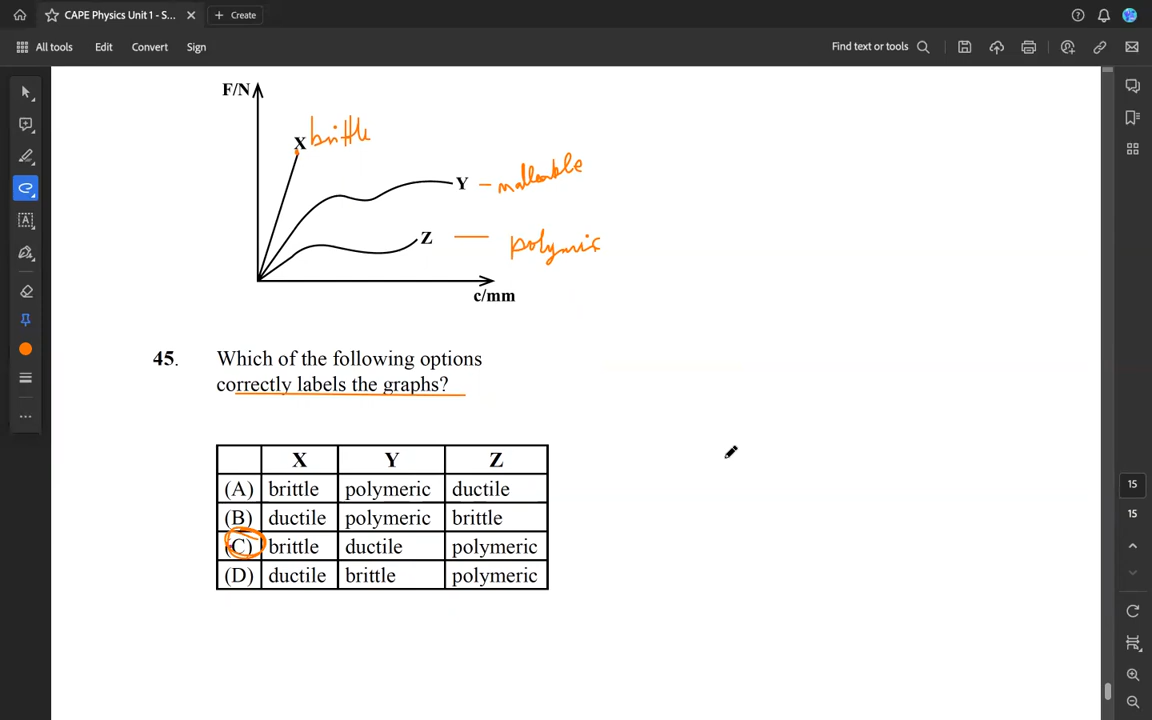 CAPE Physics Unit 1 - S...
Create
All tools Edit Convert Sign Find text or tools
F/N
X brittle
Y - malleable
Z — polymeric
c/mm
45. Which of the following options
correctly labels the graphs?
X Y Z
(A) brittle polymeric ductile
(B) ductile polymeric brittle
(C) brittle ductile polymeric
(D) ductile brittle polymeric
15
15